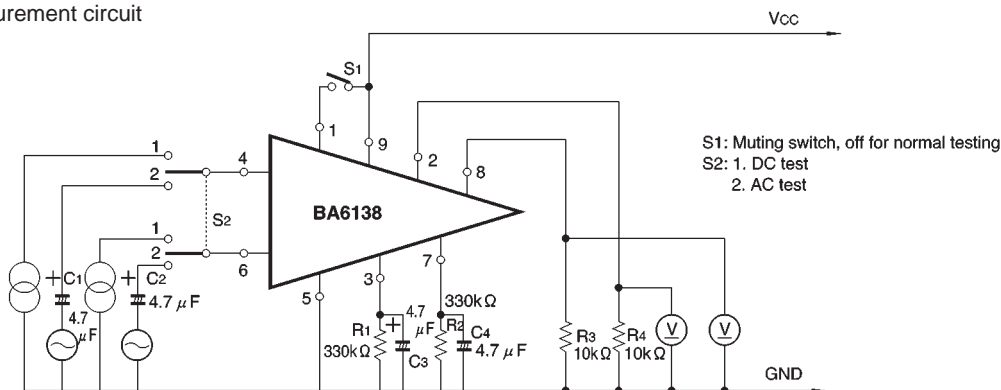 urement circuit
VCC
S1
1
9
2
8
S1: Muting switch, off for normal testing
S2: 1. DC test
2. AC test
1
2
4
BA6138
S2
1
2
6
5
3
7
+ C1
4.7 μF
+ C2
4.7 μF
R1
330kΩ
+
4.7 μF
C3
330kΩ
R2
C4
4.7 μF
R3
10kΩ
R4
10kΩ
V
V
GND